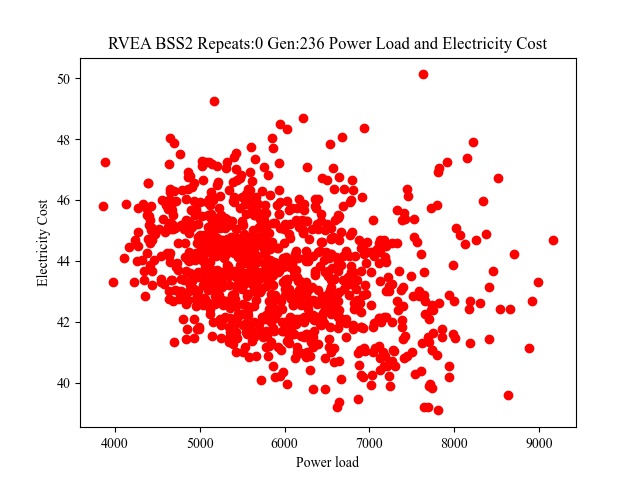 RVEA BSS2 Repeats:0 Gen:236 Power Load and Electricity Cost
50
48
46
44
42
40
Electricity Cost
4000 5000 6000 7000 8000 9000
Power load